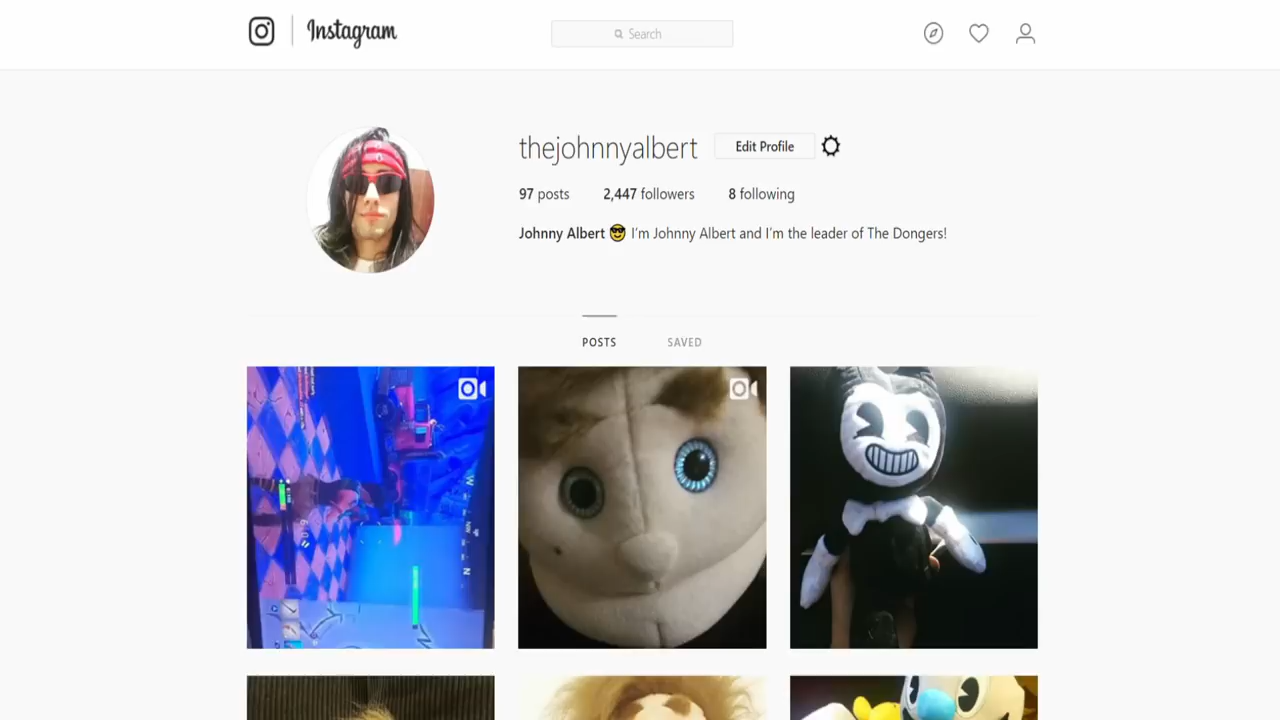 Instagram
Search
thejohnnyalbert Edit Profile
97 posts 2,447 followers 8 following
Johnny Albert 😎 I'm Johnny Albert and I'm the leader of The Dongers!
POSTS SAVED